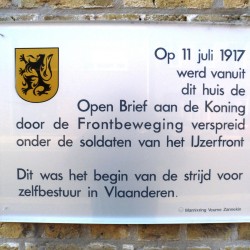 Op 11 juli 1917
werd vanuit
dit huis de
Open Brief aan de Koning
door de Frontbeweging verspreid
onder de soldaten van het IJzerfront
Dit was het begin van de strijd voor
zelfbestuur in Vlaanderen.